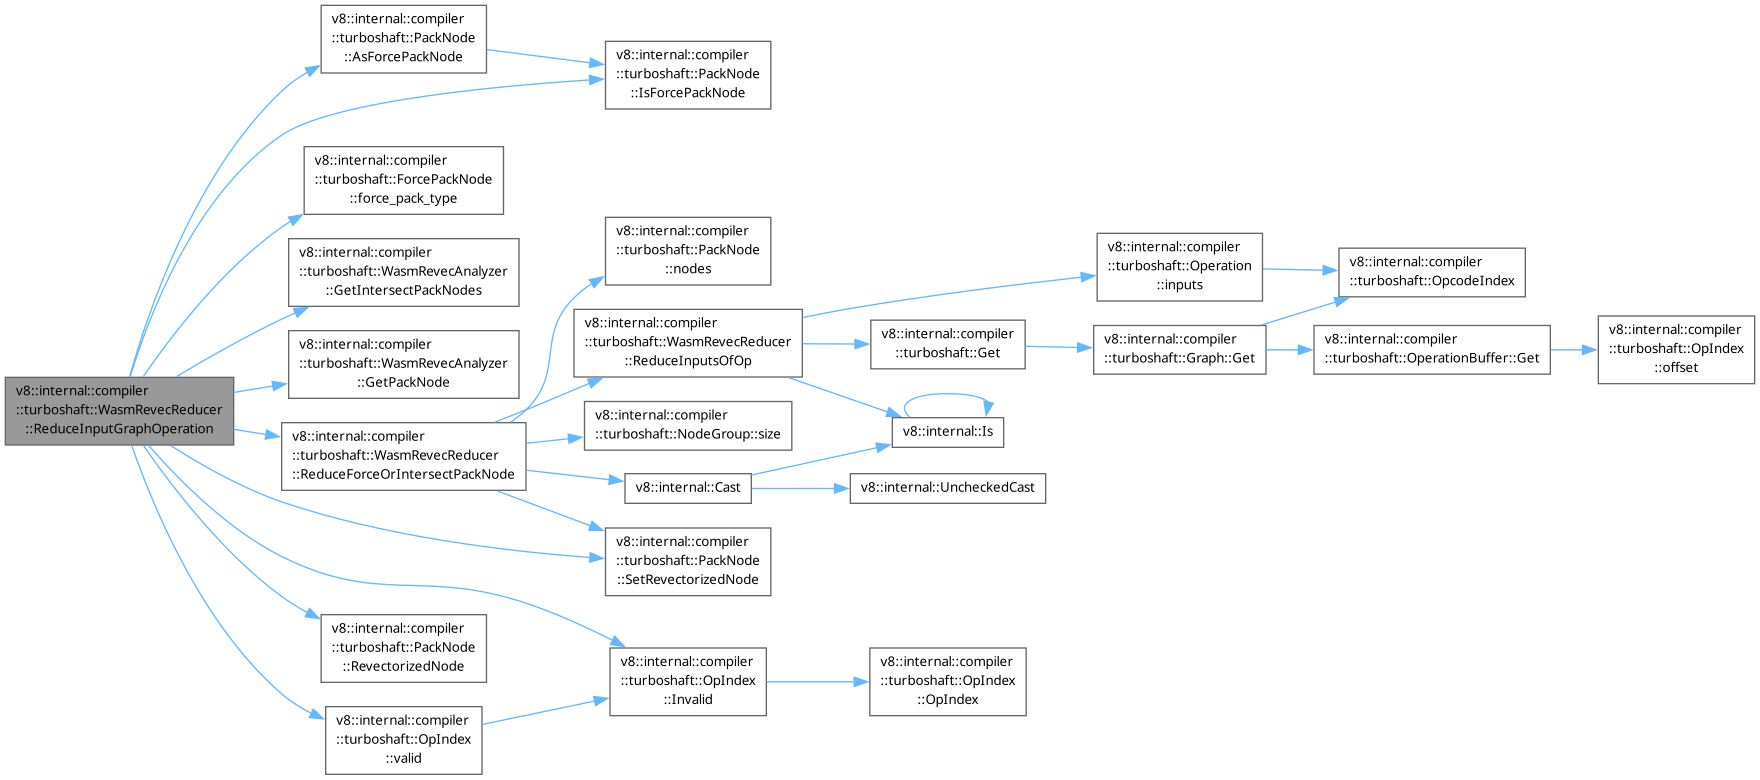 v8::internal::compiler
::turboshaft::PackNode
::AsForcePackNode
v8::internal::compiler
::turboshaft::PackNode
::IsForcePackNode
v8::internal::compiler
::turboshaft::ForcePackNode
::force_pack_type
v8::internal::compiler
::turboshaft::WasmRevecAnalyzer
::GetIntersectPackNodes
v8::internal::compiler
::turboshaft::WasmRevecAnalyzer
::GetPackNode
v8::internal::compiler
::turboshaft::WasmRevecReducer
::ReduceInputGraphOperation
v8::internal::compiler
::turboshaft::WasmRevecReducer
::ReduceForceOrIntersectPackNode
v8::internal::compiler
::turboshaft::PackNode
::nodes
v8::internal::compiler
::turboshaft::WasmRevecReducer
::ReduceInputsOfOp
v8::internal::compiler
::turboshaft::NodeGroup::size
v8::internal::Cast
v8::internal::compiler
::turboshaft::PackNode
::SetRevectorizedNode
v8::internal::compiler
::turboshaft::Operation
::inputs
v8::internal::compiler
::turboshaft::OpcodeIndex
v8::internal::compiler
::turboshaft::Get
v8::internal::compiler
::turboshaft::Graph::Get
v8::internal::compiler
::turboshaft::OperationBuffer::Get
v8::internal::compiler
::turboshaft::OpIndex
::offset
v8::internal::Is
v8::internal::UncheckedCast
v8::internal::compiler
::turboshaft::PackNode
::RevectorizedNode
v8::internal::compiler
::turboshaft::OpIndex
::Invalid
v8::internal::compiler
::turboshaft::OpIndex
::OpIndex
v8::internal::compiler
::turboshaft::OpIndex
::valid